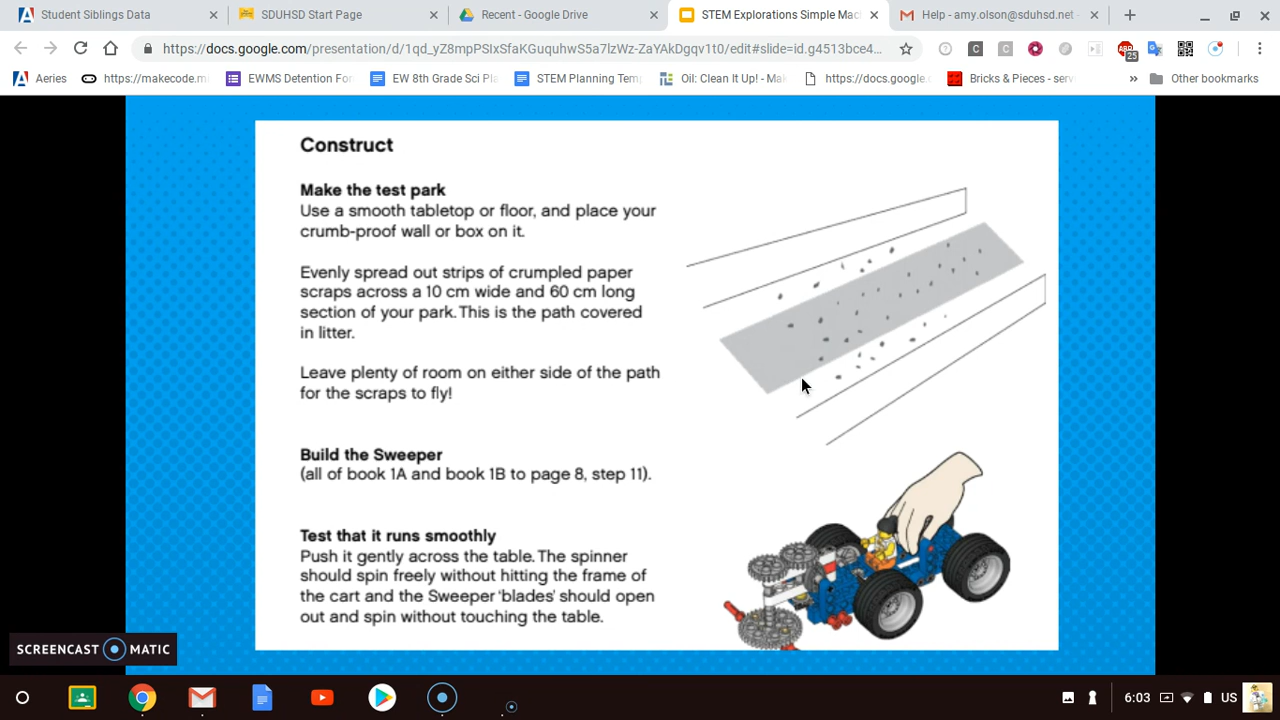 Student Siblings Data
SDUHSD Start Page
Recent - Google Drive
STEM Explorations Simple Mac
Help - amy.olson@sduhsd.net -
https://docs.google.com/presentation/d/1qd_yZ8mpPSIxSfaKGuquhwS5a7lzWz-ZaYAkDgqv1t0/edit#slide=id.g4513bce4...
25
Aeries
https://makecode.mi
EWMS Detention For
EW 8th Grade Sci Pla
STEM Planning Temp
Oil: Clean It Up! - Mak
https://docs.google.c
Bricks & Pieces - serv
Other bookmarks
Construct
Make the test park
Use a smooth tabletop or floor, and place your
crumb-proof wall or box on it.
Evenly spread out strips of crumpled paper
scraps across a 10 cm wide and 60 cm long
section of your park. This is the path covered
in litter.
Leave plenty of room on either side of the path
for the scraps to fly!
Build the Sweeper
(all of book 1A and book 1B to page 8, step 11).
Test that it runs smoothly
Push it gently across the table. The spinner
should spin freely without hitting the frame of
the cart and the Sweeper 'blades' should open
out and spin without touching the table.
SCREENCAST MATIC
6:03
US